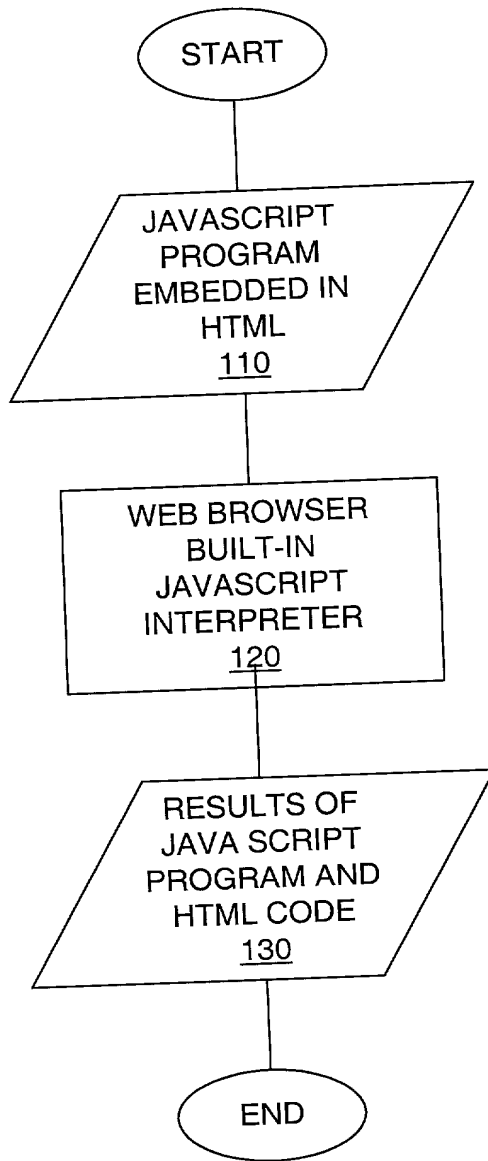 START
JAVASCRIPT
PROGRAM
EMBEDDED IN
HTML
110
WEB BROWSER
BUILT-IN
JAVASCRIPT
INTERPRETER
120
RESULTS OF
JAVA SCRIPT
PROGRAM AND
HTML CODE
130
END